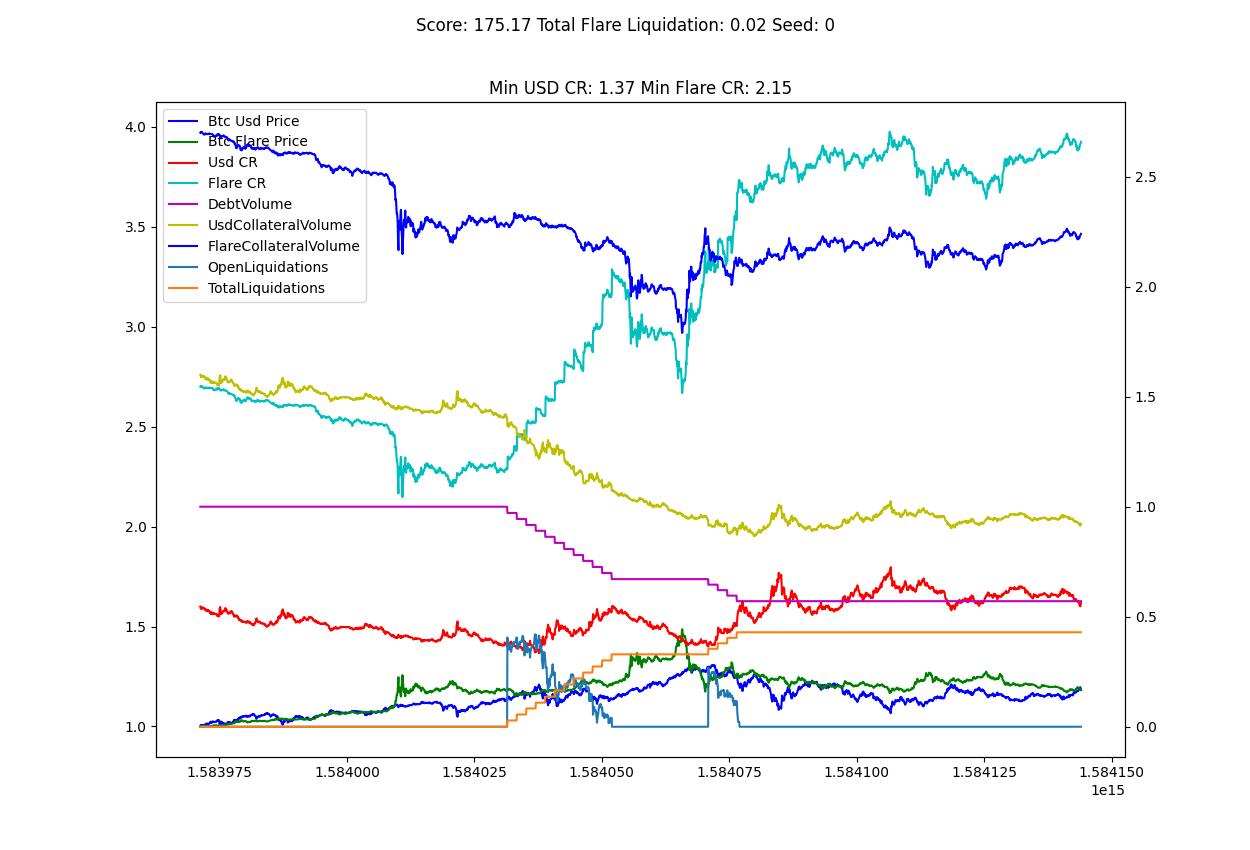 Score: 175.17 Total Flare Liquidation: 0.02 Seed: 0
Min USD CR: 1.37 Min Flare CR: 2.15
Btc Usd Price
Btc Flare Price
Usd CR
Flare CR
DebtVolume
UsdCollateralVolume
FlareCollateralVolume
OpenLiquidations
TotalLiquidations
4.0
3.5
3.0
2.5
2.0
1.5
1.0
2.5
2.0
1.5
1.0
0.5
0.0
1.583975 1.584000 1.584025 1.584050 1.584075 1.584100 1.584125 1.584150
1e15